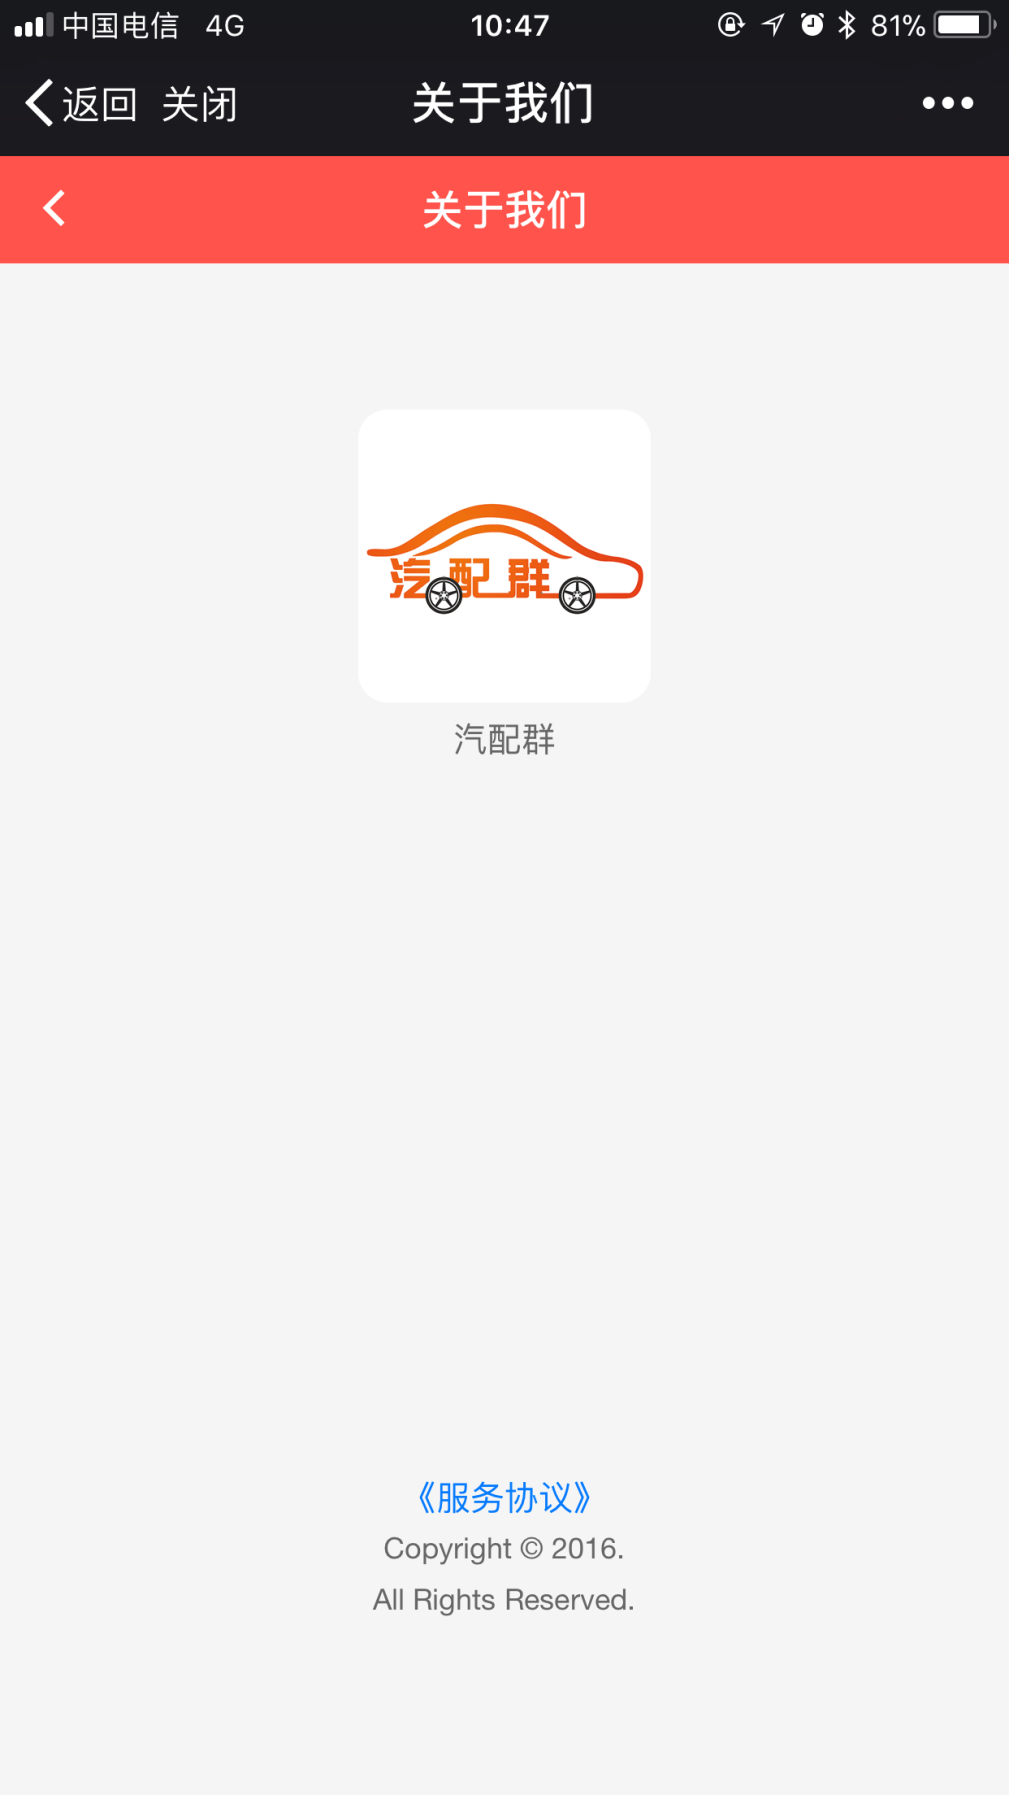 中国电信 4G 10:47 81%
返回 关闭 关于我们
关于我们
汽配群
汽配群
《服务协议》
Copyright © 2016.
All Rights Reserved.